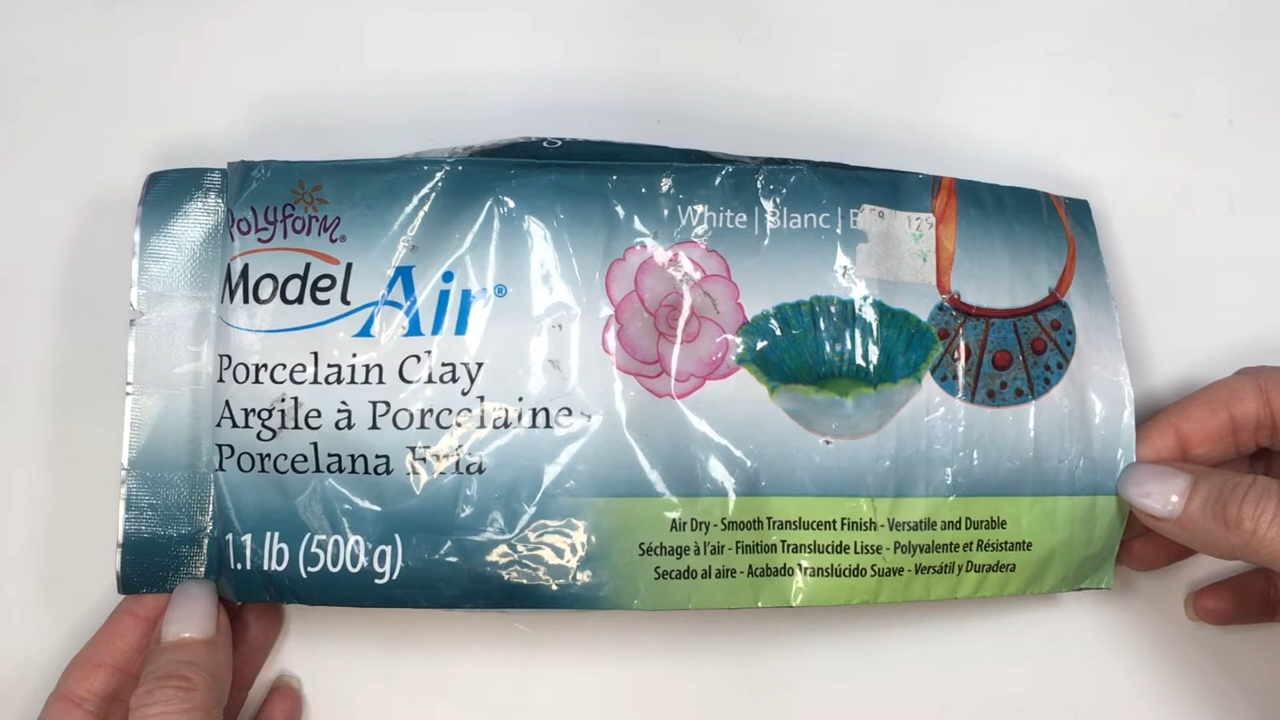 Polyform®
Model Air®
Porcelain Clay
Argile à Porcelaine
Porcelana Fría
1.1 lb (500 g)
White | Blanc |
129
Air Dry - Smooth Translucent Finish - Versatile and Durable
Séchage à l'air - Finition Translucide Lisse - Polyvalente et Résistante
Secado al aire - Acabado Translúcido Suave - Versátil y Duradera